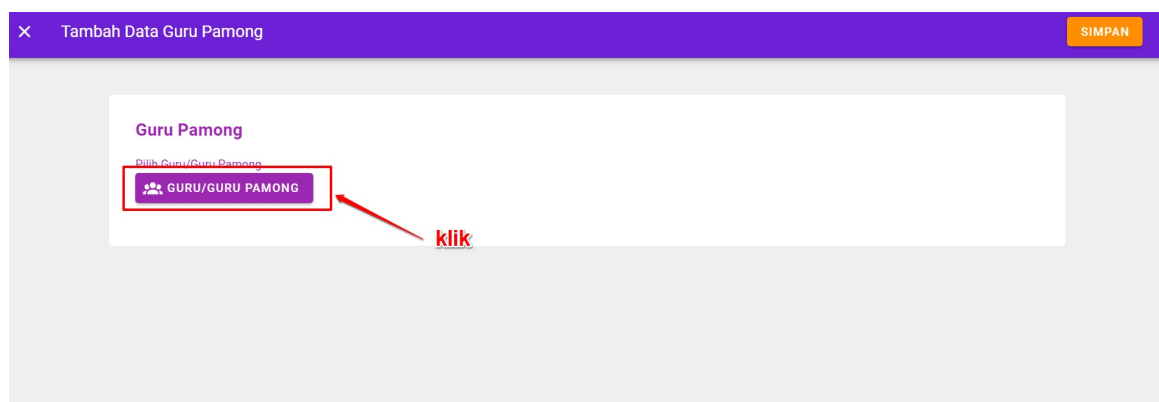 Tambah Data Guru Pamong
SIMPAN
Guru Pamong
Pilih Guru/Guru Pamong
GURU/GURU PAMONG
klik